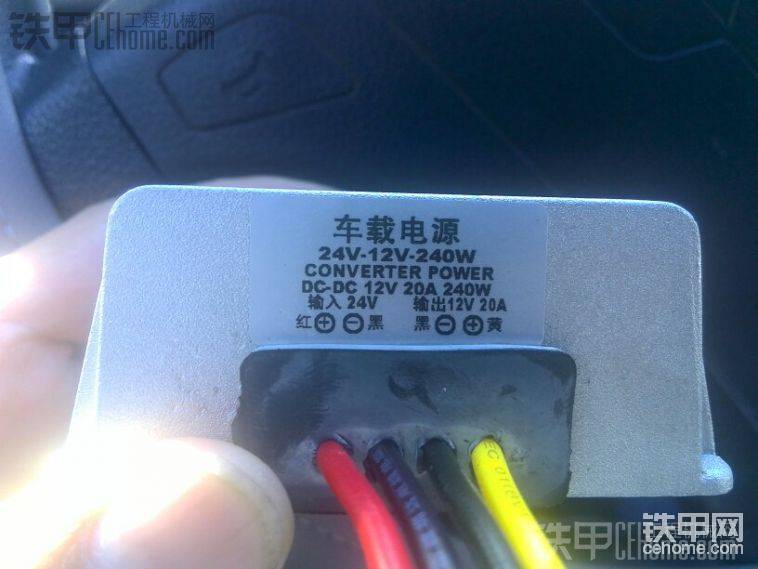 铁甲 工程机械网
CEhome.com
车载电源
24V-12V-240W
CONVERTER POWER
DC-DC 12V 20A 240W
输入 24V 输出12V 20A
红⊕⊖黑 黑⊖⊕黄
铁甲网
cehome.com